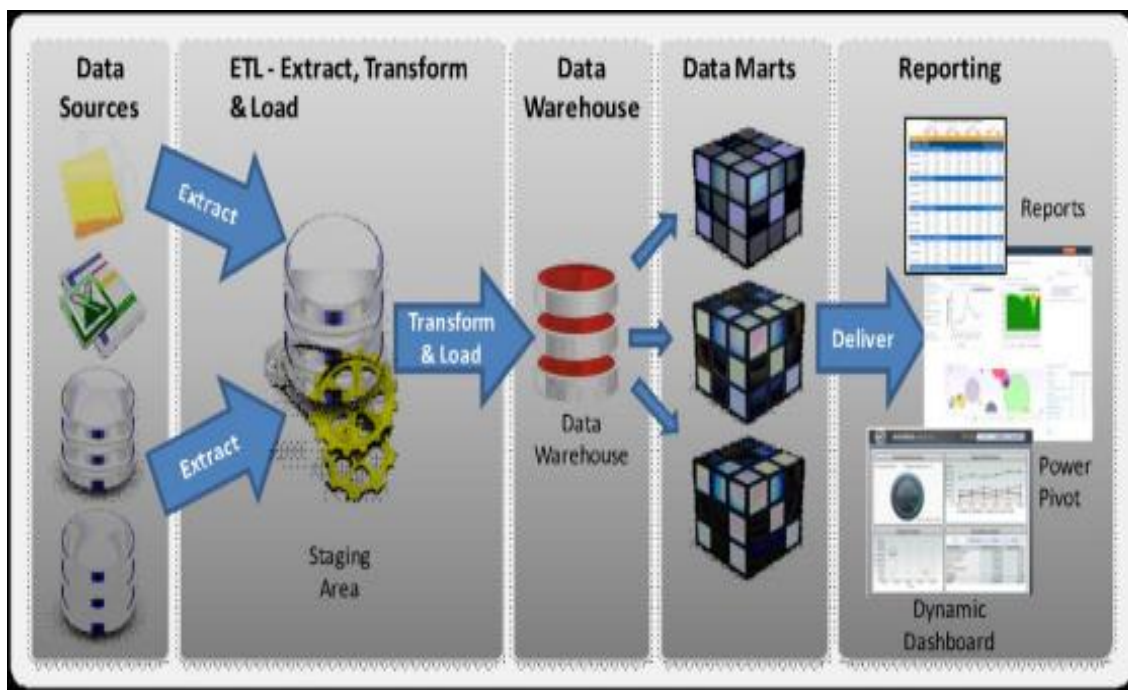 Data
Sources
ETL - Extract, Transform
& Load
Data
Warehouse
Data Marts
Reporting
Extract
Extract
Staging
Area
Transform
& Load
Data
Warehouse
Deliver
Reports
Power
Pivot
Dynamic
Dashboard